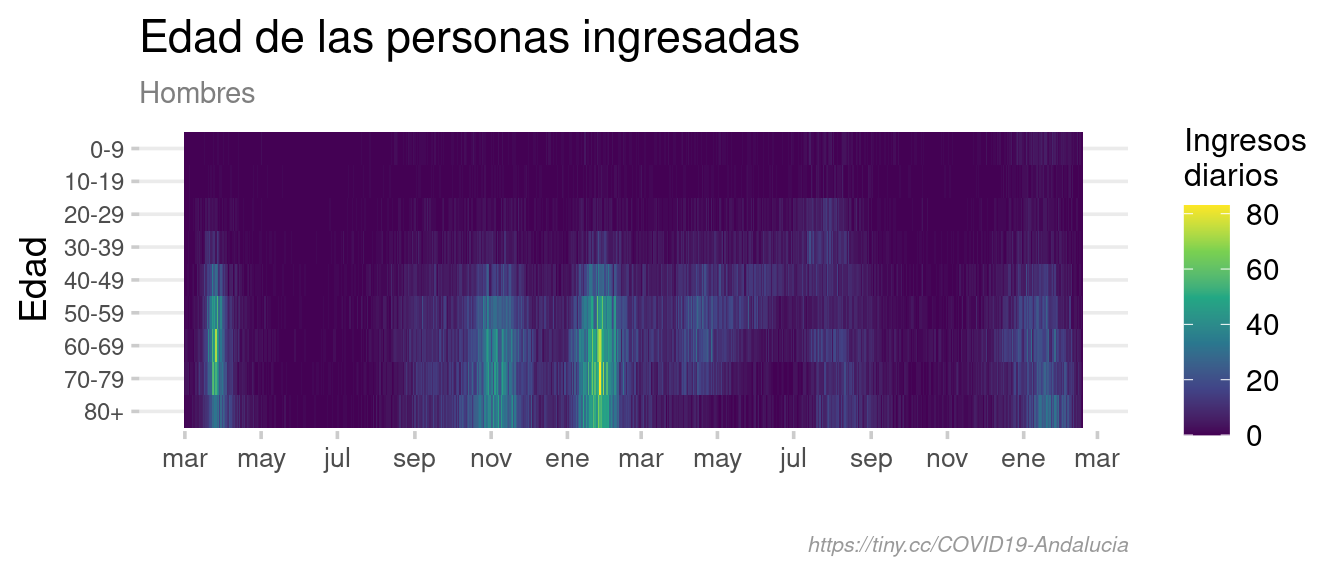 Edad de las personas ingresadas
Hombres
Edad
0-9
10-19
20-29
30-39
40-49
50-59
60-69
70-79
80+
mar may jul sep nov ene mar may jul sep nov ene mar
Ingresos
diarios
80
60
40
20
0
https://tiny.cc/COVID19-Andalucia